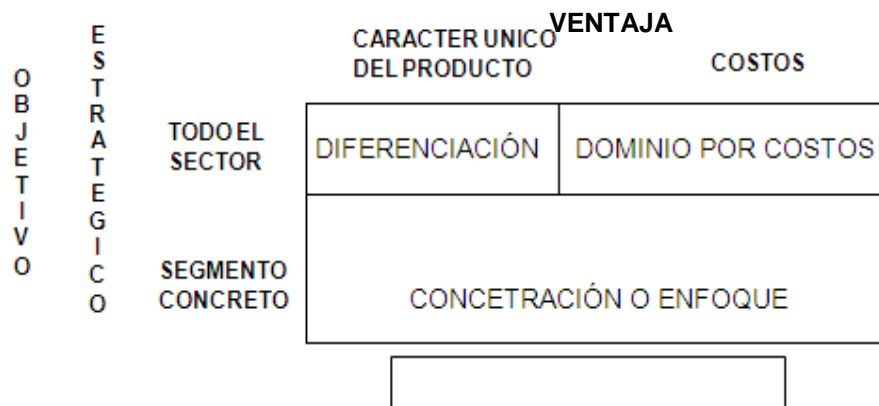 VENTAJA
CARACTER UNICO
DEL PRODUCTO
COSTOS
OBJETIVO
ESTRATEGICO
TODO EL
SECTOR
DIFERENCIACIÓN
DOMINIO POR COSTOS
SEGMENTO
CONCRETO
CONCETRACIÓN O ENFOQUE